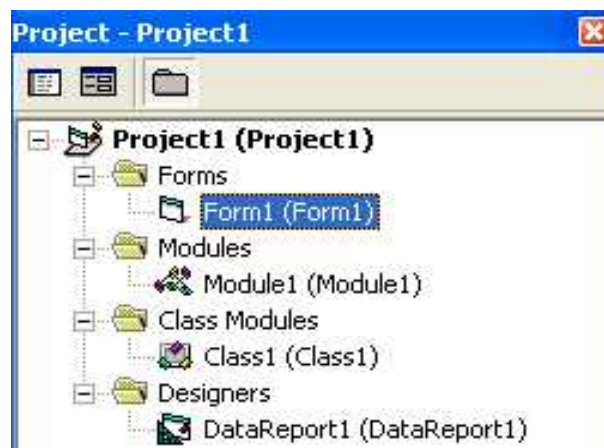 Project - Project1
Project1 (Project1)
Forms
Form1 (Form1)
Modules
Module1 (Module1)
Class Modules
Class1 (Class1)
Designers
DataReport1 (DataReport1)